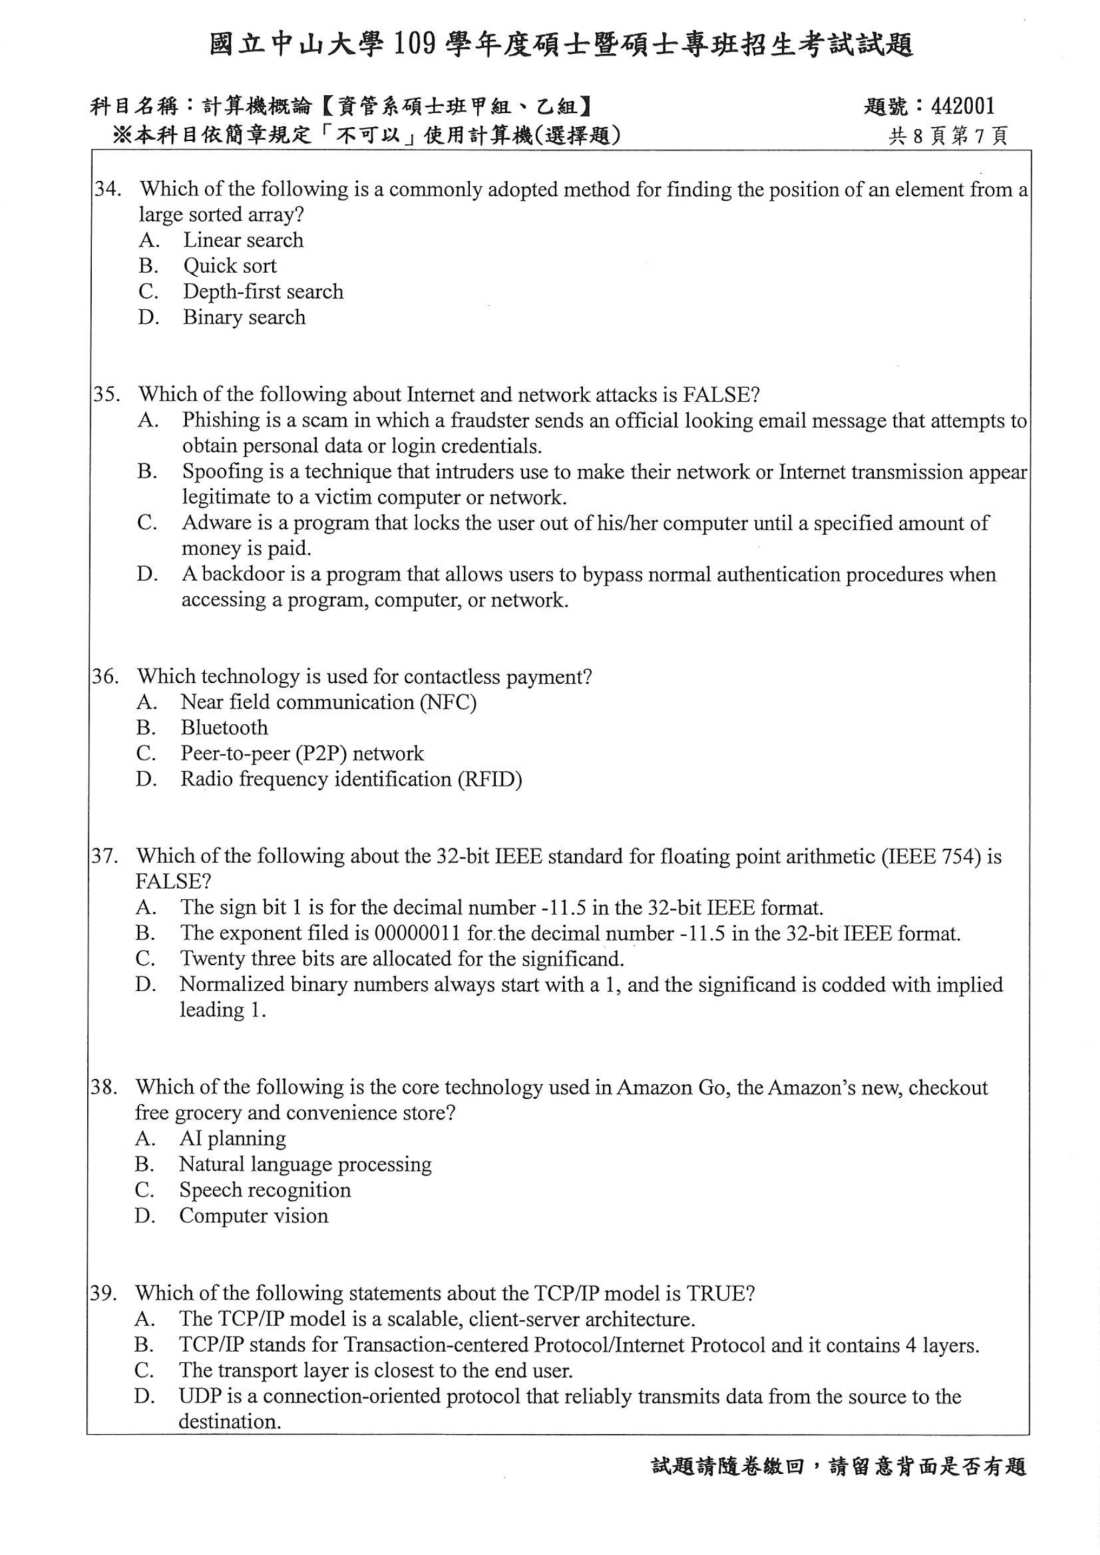 國立中山大學 109 學年度碩士暨碩士專班招生考試試題
科目名稱：計算機概論【資管系碩士班甲組、乙組】
題號：442001
※本科目依簡章規定「不可以」使用計算機(選擇題)
共 8 頁第 7 頁
34. Which of the following is a commonly adopted method for finding the position of an element from a
large sorted array?
A. Linear search
B. Quick sort
C. Depth-first search
D. Binary search
35. Which of the following about Internet and network attacks is FALSE?
A. Phishing is a scam in which a fraudster sends an official looking email message that attempts to
obtain personal data or login credentials.
B. Spoofing is a technique that intruders use to make their network or Internet transmission appear
legitimate to a victim computer or network.
C. Adware is a program that locks the user out of his/her computer until a specified amount of
money is paid.
D. A backdoor is a program that allows users to bypass normal authentication procedures when
accessing a program, computer, or network.
36. Which technology is used for contactless payment?
A. Near field communication (NFC)
B. Bluetooth
C. Peer-to-peer (P2P) network
D. Radio frequency identification (RFID)
37. Which of the following about the 32-bit IEEE standard for floating point arithmetic (IEEE 754) is
FALSE?
A. The sign bit 1 is for the decimal number -11.5 in the 32-bit IEEE format.
B. The exponent filed is 00000011 for the decimal number -11.5 in the 32-bit IEEE format.
C. Twenty three bits are allocated for the significand.
D. Normalized binary numbers always start with a 1, and the significand is codded with implied
leading 1.
38. Which of the following is the core technology used in Amazon Go, the Amazon's new, checkout
free grocery and convenience store?
A. AI planning
B. Natural language processing
C. Speech recognition
D. Computer vision
39. Which of the following statements about the TCP/IP model is TRUE?
A. The TCP/IP model is a scalable, client-server architecture.
B. TCP/IP stands for Transaction-centered Protocol/Internet Protocol and it contains 4 layers.
C. The transport layer is closest to the end user.
D. UDP is a connection-oriented protocol that reliably transmits data from the source to the
destination.
試題請隨卷繳回，請留意背面是否有題